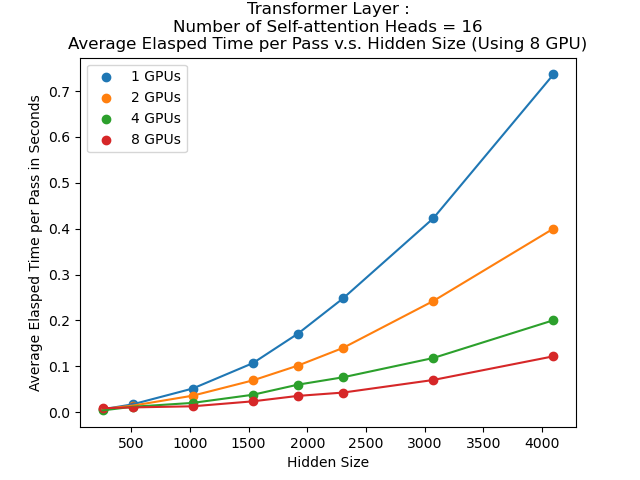 Transformer Layer :
Number of Self-attention Heads = 16
Average Elasped Time per Pass v.s. Hidden Size (Using 8 GPU)
1 GPUs
2 GPUs
4 GPUs
8 GPUs
Average Elasped Time per Pass in Seconds
0.7
0.6
0.5
0.4
0.3
0.2
0.1
0.0
500 1000 1500 2000 2500 3000 3500 4000
Hidden Size